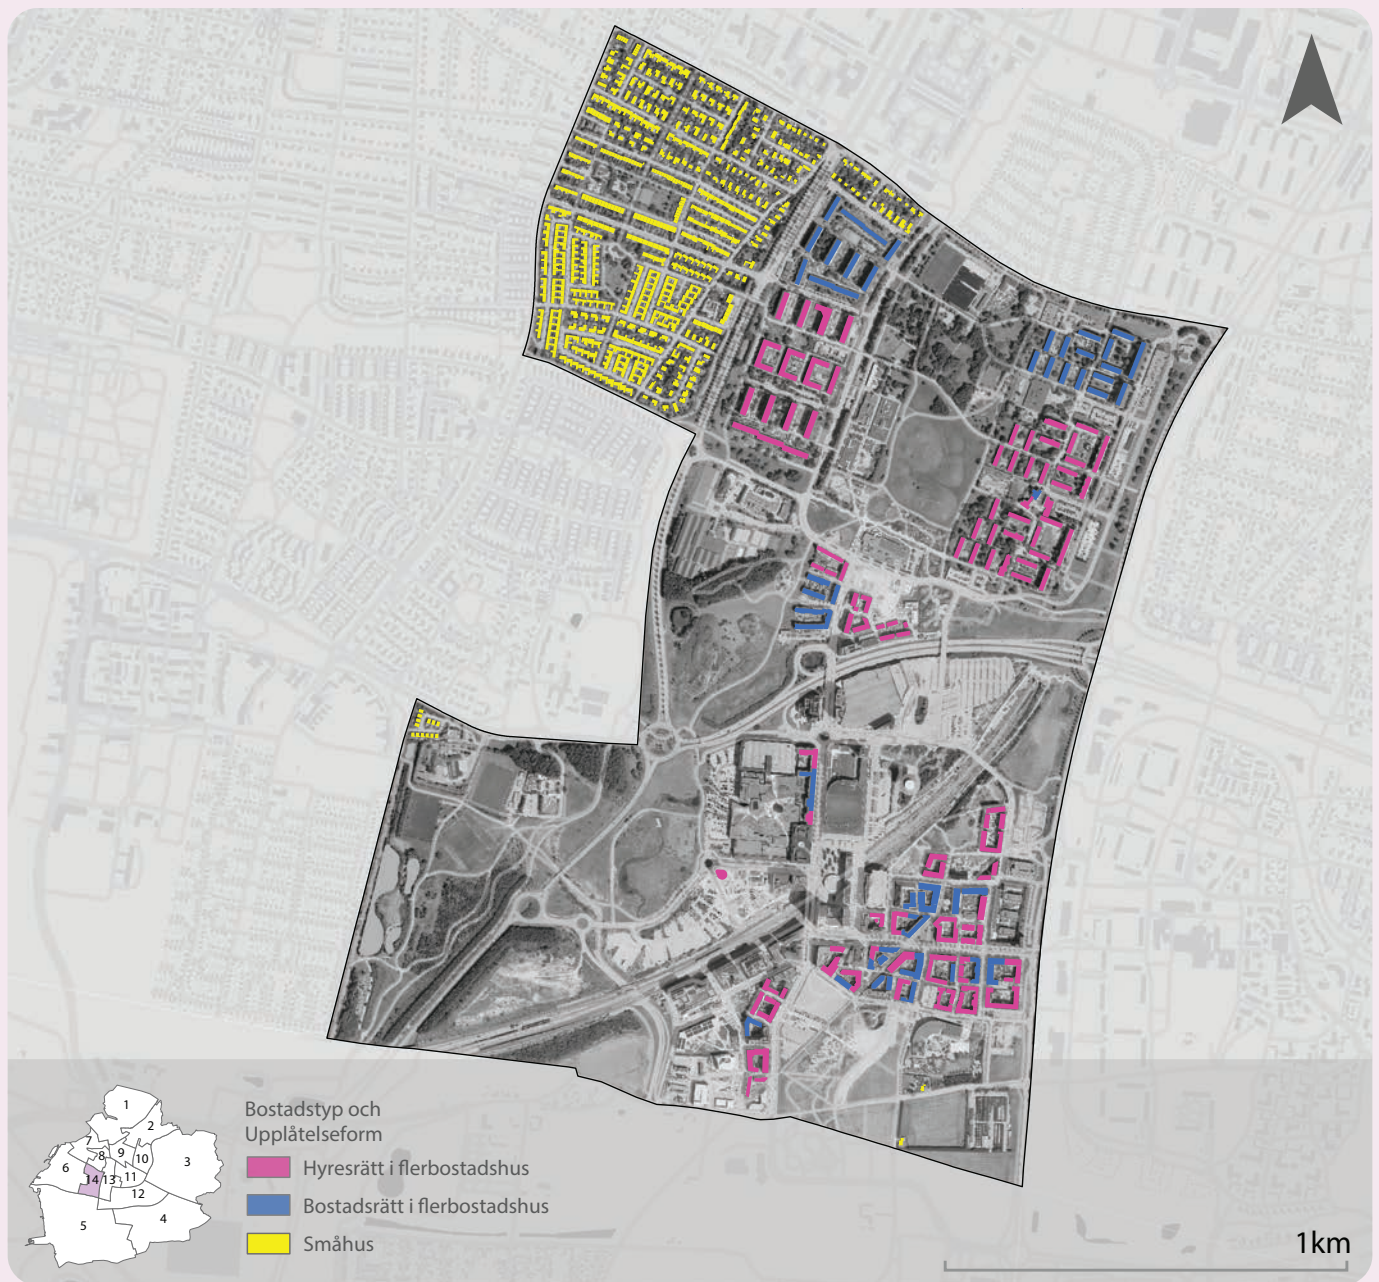 Bostadstyp och
Upplåtelseform
Hyresrätt i flerbostadshus
Bostadsrätt i flerbostadshus
Småhus
1
2
7
8
9
10
3
6
14
13
11
12
5
4
1km